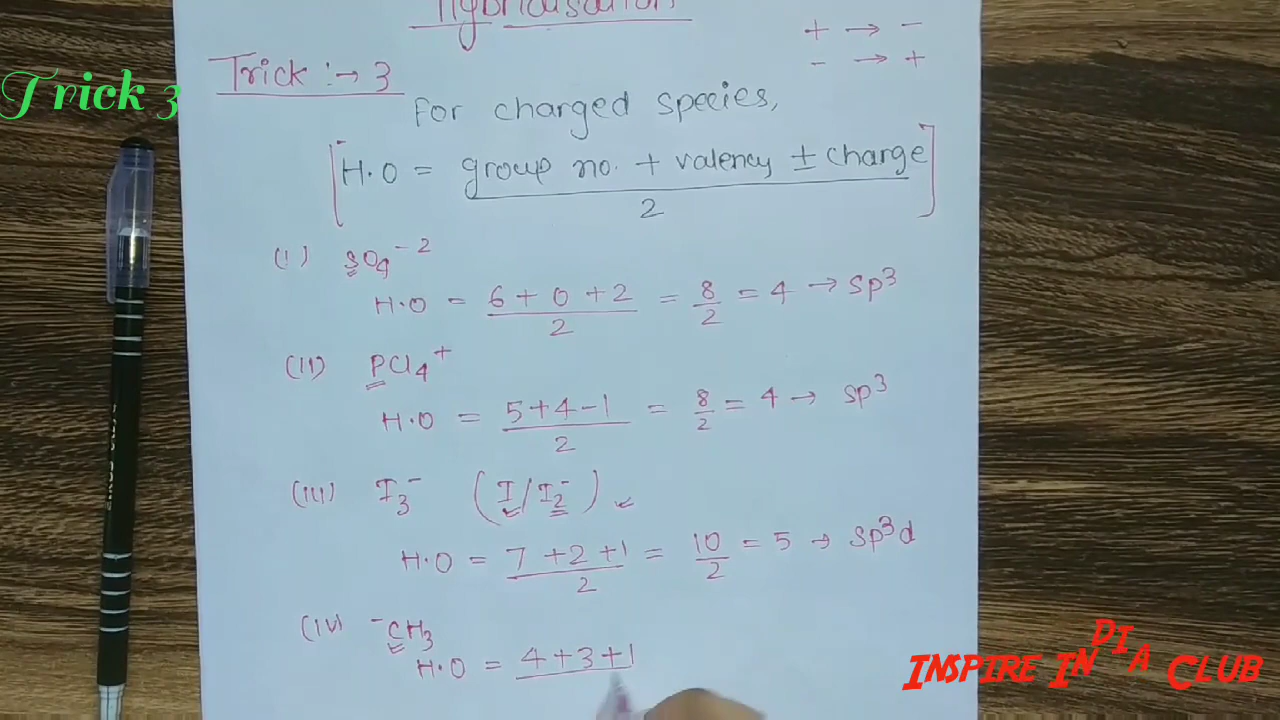 Hybridisation
+ → -
- → +
Trick :→ 3
Trick 3
For charged species,
[H.O = group no. + valency ± charge / 2]
(I) SO₄⁻²
H.O = 6 + 0 + 2 / 2 = 8/2 = 4 → sp³
(II) PCl₄⁺
H.O = 5+4-1 / 2 = 8/2 = 4 → sp³
(III) I₃⁻ (I/I₂⁻)
H.O = 7 +2 +1 / 2 = 10/2 = 5 → sp³d
(IV) ⁻CH₃
H.O = 4+3+1
INSPIRE INDIA CLUB